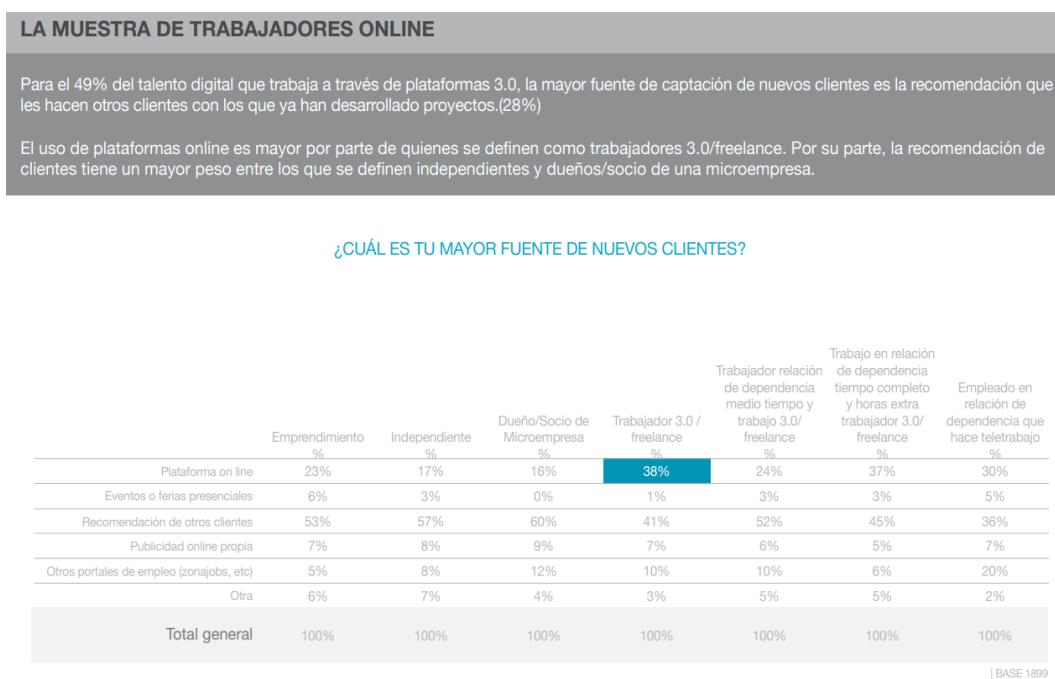 LA MUESTRA DE TRABAJADORES ONLINE
Para el 49% del talento digital que trabaja a través de plataformas 3.0, la mayor fuente de captación de nuevos clientes es la recomendación que
les hacen otros clientes con los que ya han desarrollado proyectos.(28%)
El uso de plataformas online es mayor por parte de quienes se definen como trabajadores 3.0/freelance. Por su parte, la recomendación de
clientes tiene un mayor peso entre los que se definen independientes y dueños/socio de una microempresa.
¿CUÁL ES TU MAYOR FUENTE DE NUEVOS CLIENTES?
Emprendimiento
%
Independiente
%
Dueño/Socio de
Microempresa
%
Trabajador 3.0 /
freelance
%
Trabajador relación
de dependencia
medio tiempo y
trabajo 3.0/
freelance
%
Trabajo en relación
de dependencia
tiempo completo
y horas extra
trabajador 3.0/
freelance
%
Empleado en
relación de
dependencia que
hace teletrabajo
%
Plataforma on line 23% 17% 16% 38% 24% 37% 30%
Eventos o ferias presenciales 6% 3% 0% 1% 3% 3% 5%
Recomendación de otros clientes 53% 57% 60% 41% 52% 45% 36%
Publicidad online propia 7% 8% 9% 7% 6% 5% 7%
Otros portales de empleo (zonajobs, etc) 5% 8% 12% 10% 10% 6% 20%
Otra 6% 7% 4% 3% 5% 5% 2%
Total general 100% 100% 100% 100% 100% 100% 100%
| BASE 1899